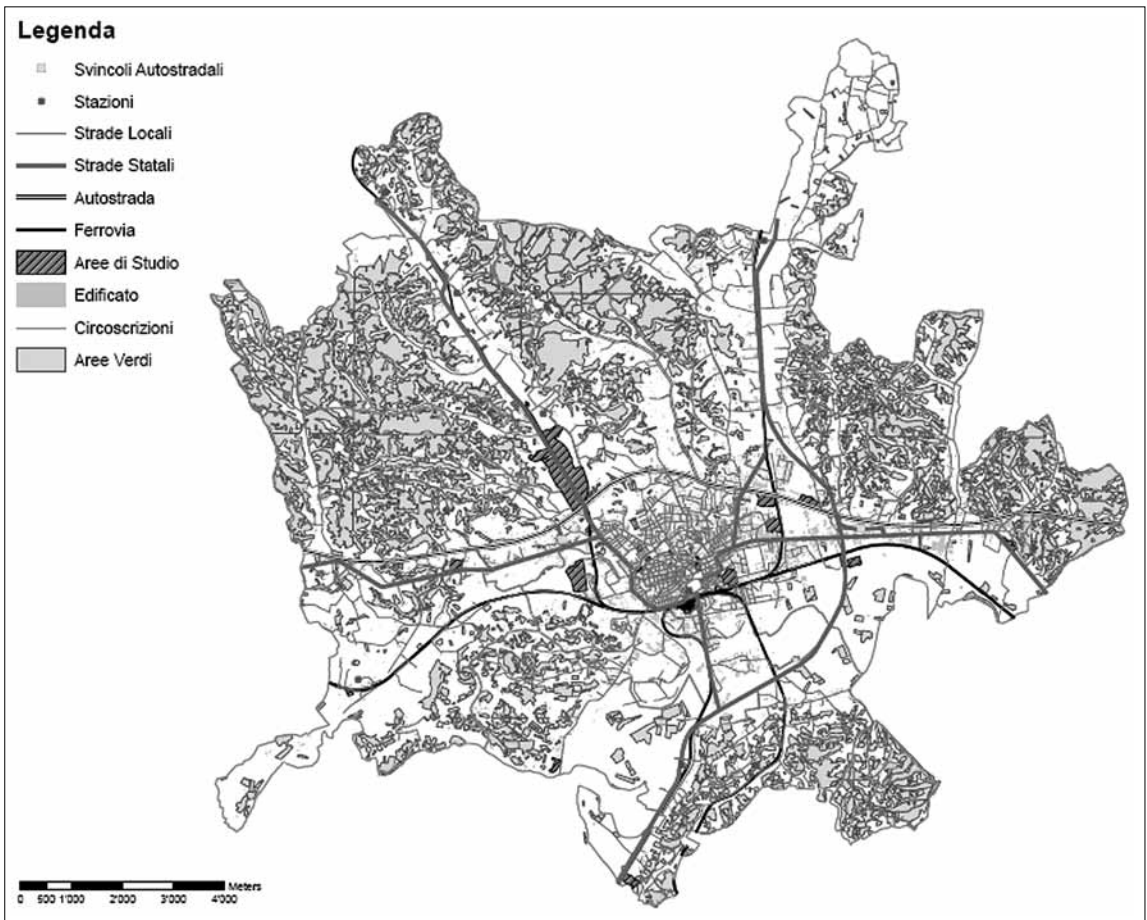 Legenda
Svincoli Autostradali
Stazioni
Strade Locali
Strade Statali
Autostrada
Ferrovia
Aree di Studio
Edificato
Circoscrizioni
Aree Verdi
Meters
0 500 1'000 2'000 3'000 4'000